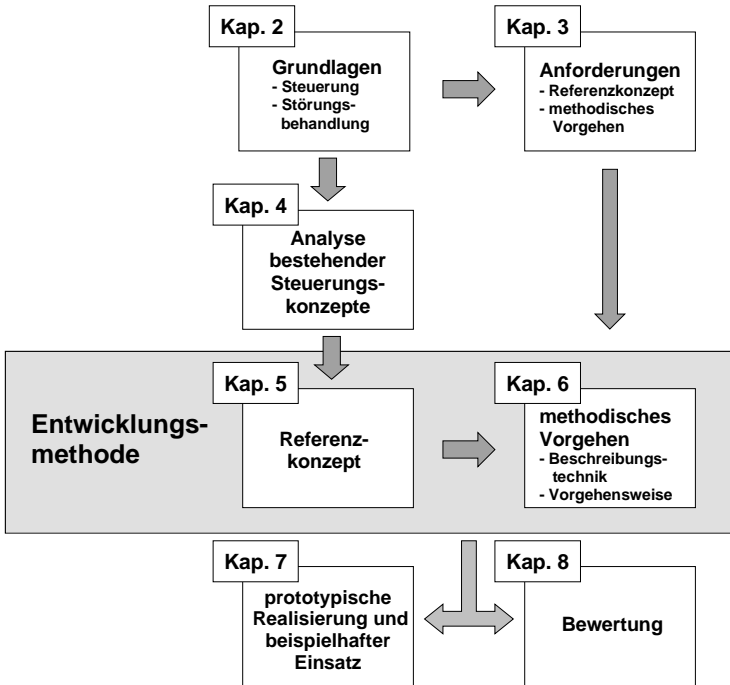 Kap. 2
Grundlagen
- Steuerung
- Störungs-
behandlung
Kap. 3
Anforderungen
- Referenzkonzept
- methodisches
Vorgehen
Kap. 4
Analyse
bestehender
Steuerungs-
konzepte
Entwicklungs-
methode
Kap. 5
Referenz-
konzept
Kap. 6
methodisches
Vorgehen
- Beschreibungs-
technik
- Vorgehensweise
Kap. 7
prototypische
Realisierung und
beispielhafter
Einsatz
Kap. 8
Bewertung